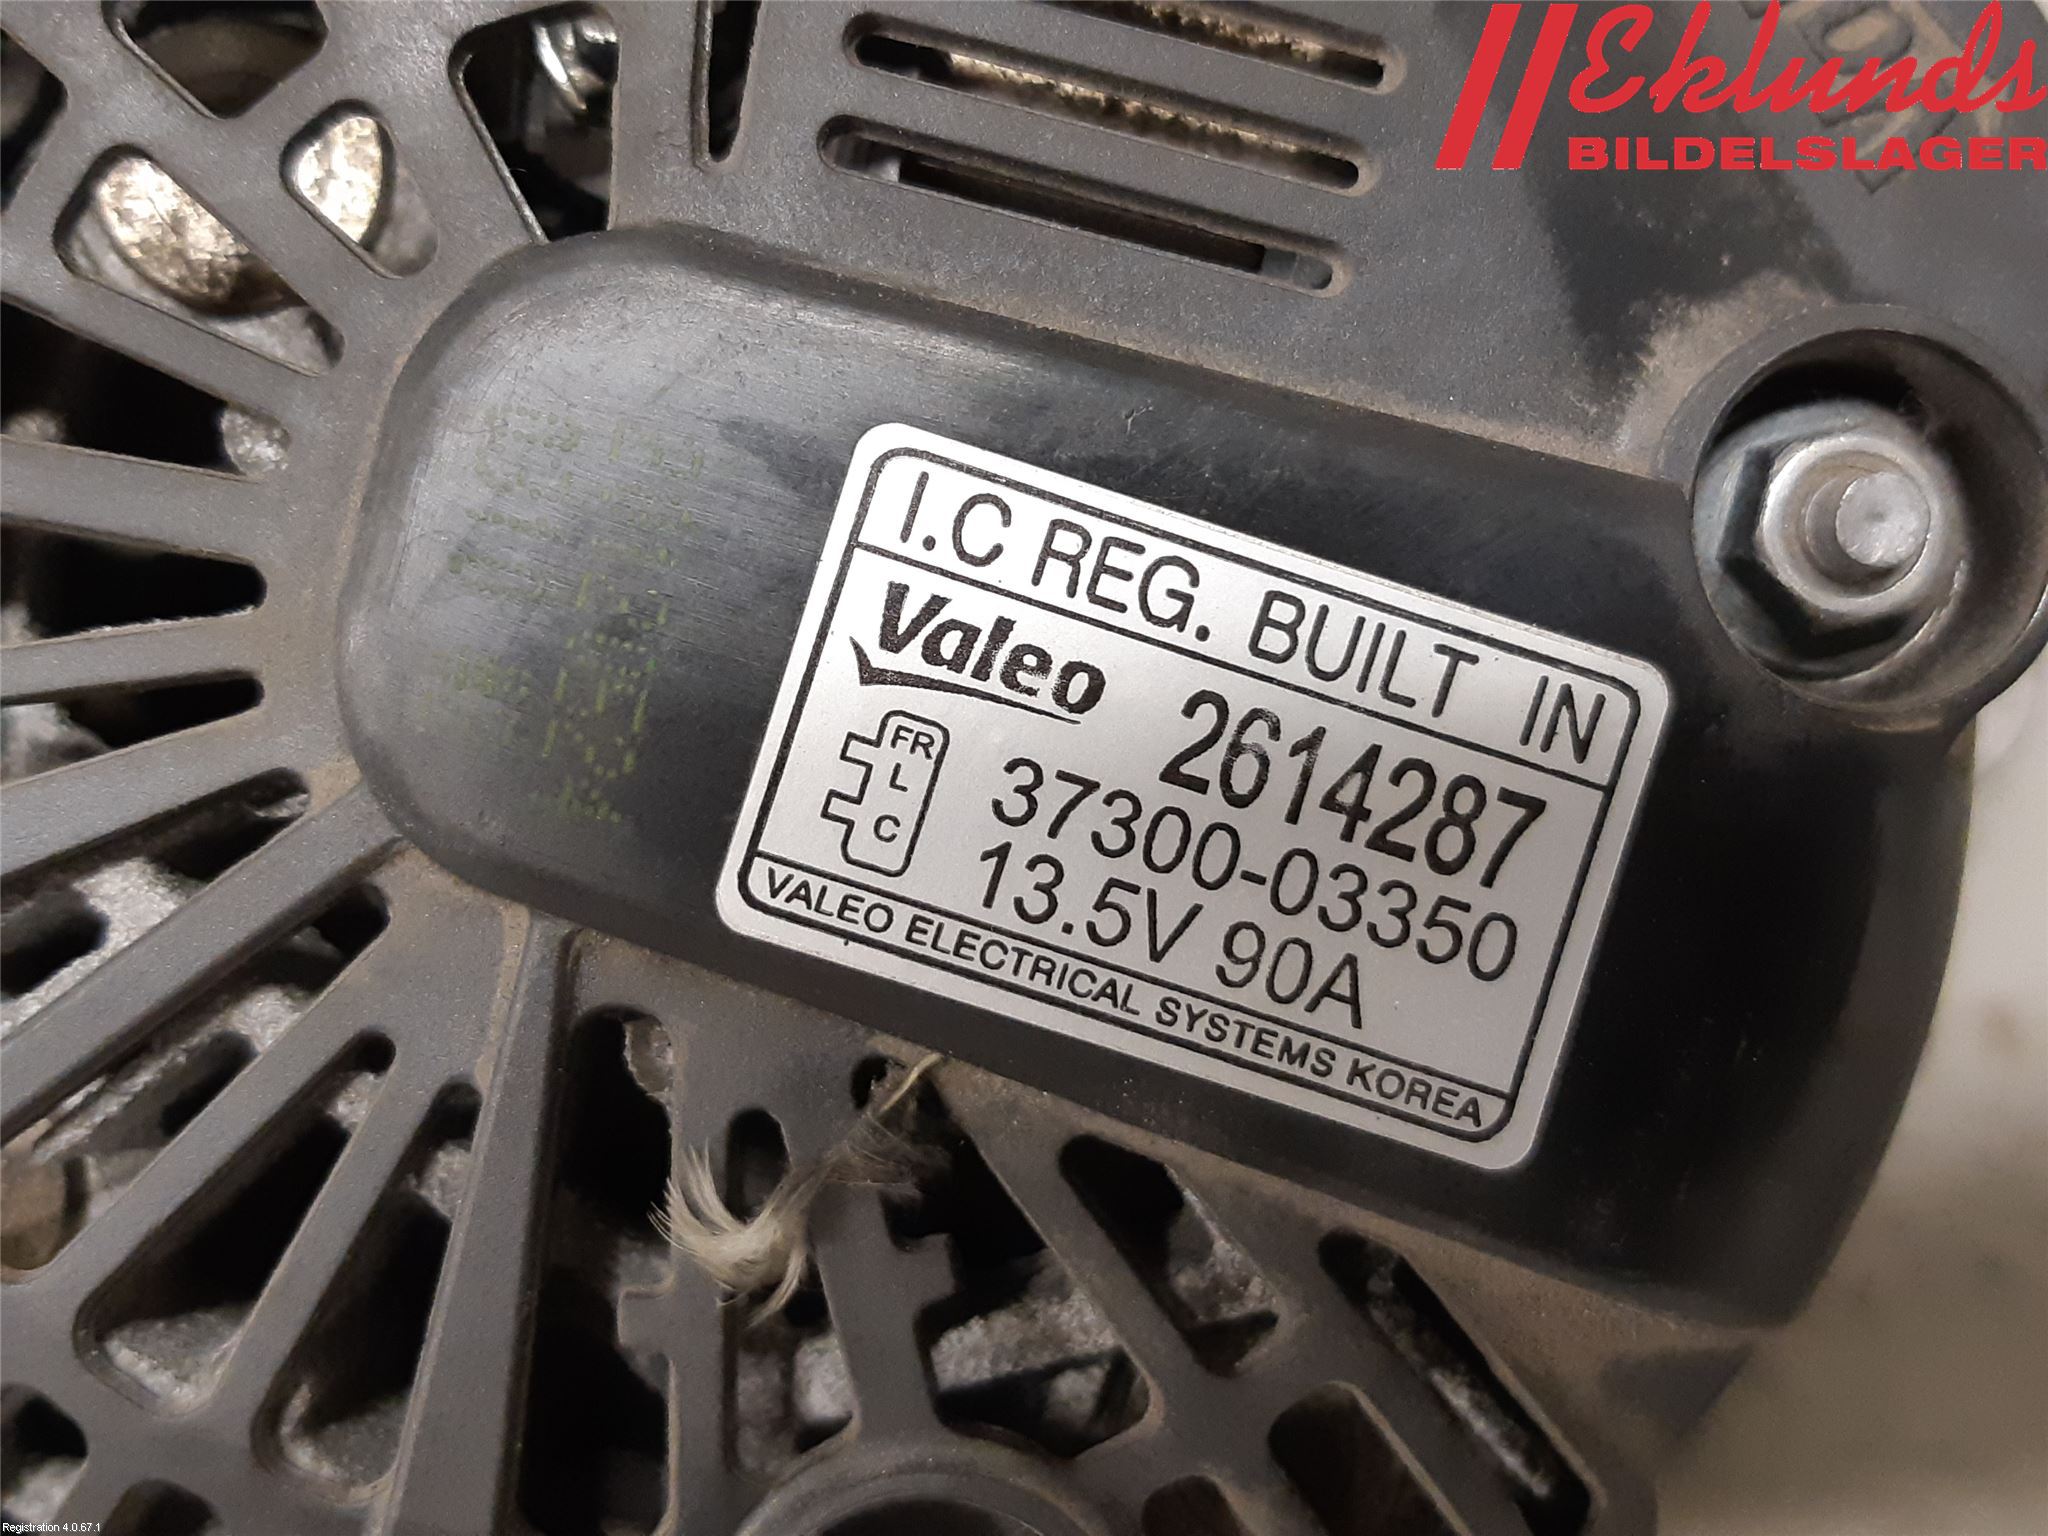 Eklunds
BILDELSLAGER
I.C REG. BUILT IN
Valeo
2614287
FR
L
C
37300-03350
13.5V 90A
VALEO ELECTRICAL SYSTEMS KOREA
Registration 4.0.67.1